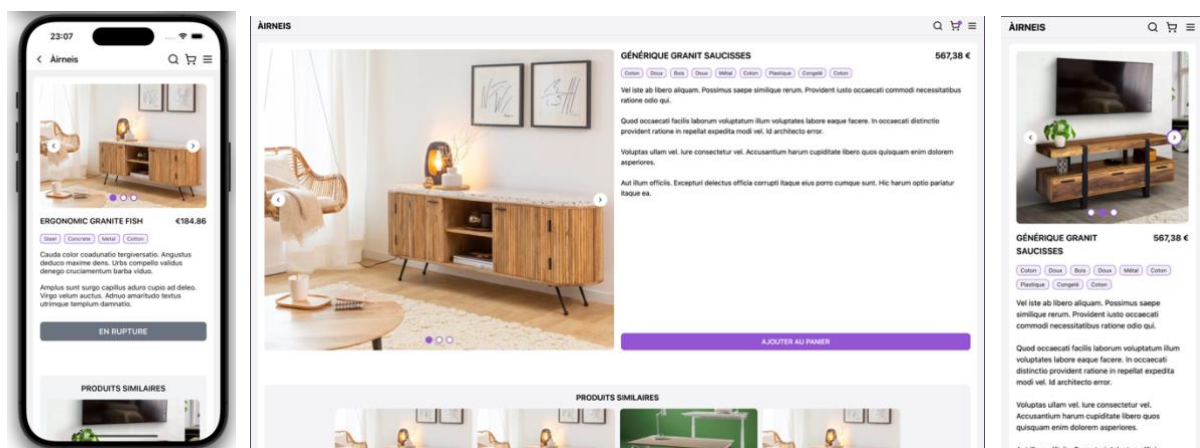 23:07
Àirneis
ERGONOMIC GRANITE FISH €184.86
Steel Concrete Metal Cotton
Cauda color coadunatio tergiversatio. Angustus
deduco maxime dens. Urbs compello validus
denego cruciamentum barba viduo.
Amplus sunt surgo capillus aduro cupio ad deleo.
Virgo velum auctus. Adnuo amaritudo textus
utrimque templum damnatio.
EN RUPTURE
PRODUITS SIMILAIRES
ÀIRNEIS
GÉNÉRIQUE GRANIT SAUCISSES 567,38 €
Coton Doux Bois Doux Métal Coton Plastique Congelé Coton
Vel iste ab libero aliquam. Possimus saepe similique rerum. Provident iusto occaecati commodi necessitatibus
ratione odio qui.
Quod occaecati facilis laborum voluptatum illum voluptates labore eaque facere. In occaecati distinctio
provident ratione in repellat expedita modi vel. Id architecto error.
Voluptas ullam vel. Iure consectetur vel. Accusantium harum cupiditate libero quos quisquam enim dolorem
asperiores.
Aut illum officiis. Excepturi delectus officia corrupti itaque eius porro cumque sunt. Hic harum optio pariatur
itaque ea.
AJOUTER AU PANIER
PRODUITS SIMILAIRES
ÀIRNEIS
GÉNÉRIQUE GRANIT 567,38 €
SAUCISSES
Coton Doux Bois Doux Métal Coton
Plastique Congelé Coton
Vel iste ab libero aliquam. Possimus saepe
similique rerum. Provident iusto occaecati
commodi necessitatibus ratione odio qui.
Quod occaecati facilis laborum voluptatum illum
voluptates labore eaque facere. In occaecati
distinctio provident ratione in repellat expedita
modi vel. Id architecto error.
Voluptas ullam vel. Iure consectetur vel.
Accusantium harum cupiditate libero quos
quisquam enim dolorem asperiores.